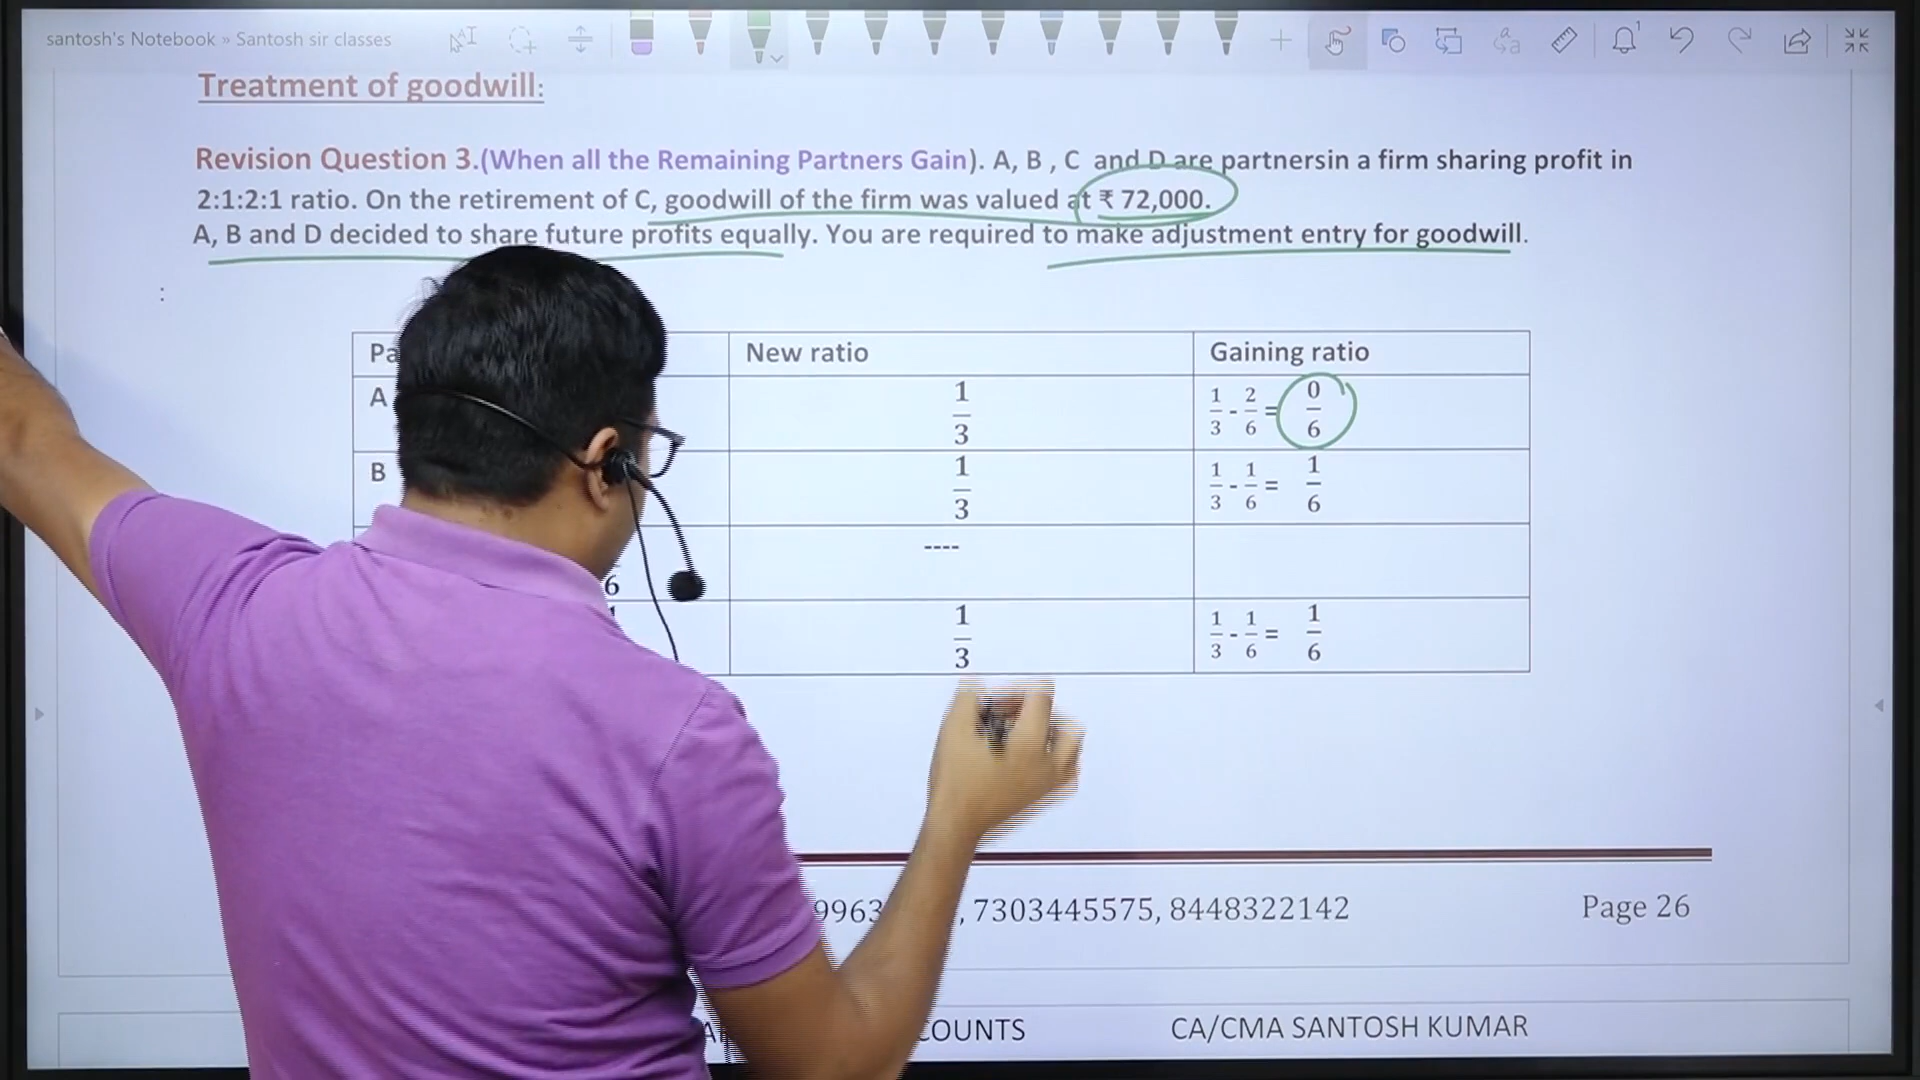 santosh's Notebook » Santosh sir classes
Treatment of goodwill:
Revision Question 3.(When all the Remaining Partners Gain). A, B , C and D are partnersin a firm sharing profit in
2:1:2:1 ratio. On the retirement of C, goodwill of the firm was valued at ₹ 72,000.
A, B and D decided to share future profits equally. You are required to make adjustment entry for goodwill.
:
New ratio Gaining ratio
A 1/3 1/3 - 2/6 = 0/6
B 1/3 1/3 - 1/6 = 1/6
6 ----
1/3 1/3 - 1/6 = 1/6
, 7303445575, 8448322142 Page 26
CA/CMA SANTOSH KUMAR